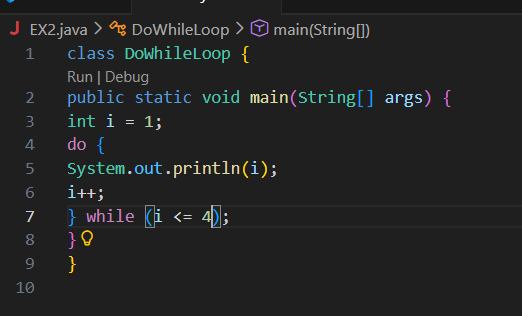 EX2.java > DoWhileLoop > main(String[])
1 class DoWhileLoop {
Run | Debug
2 public static void main(String[] args) {
3 int i = 1;
4 do {
5 System.out.println(i);
6 i++;
7 } while (i <= 4);
8 }
9 }
10